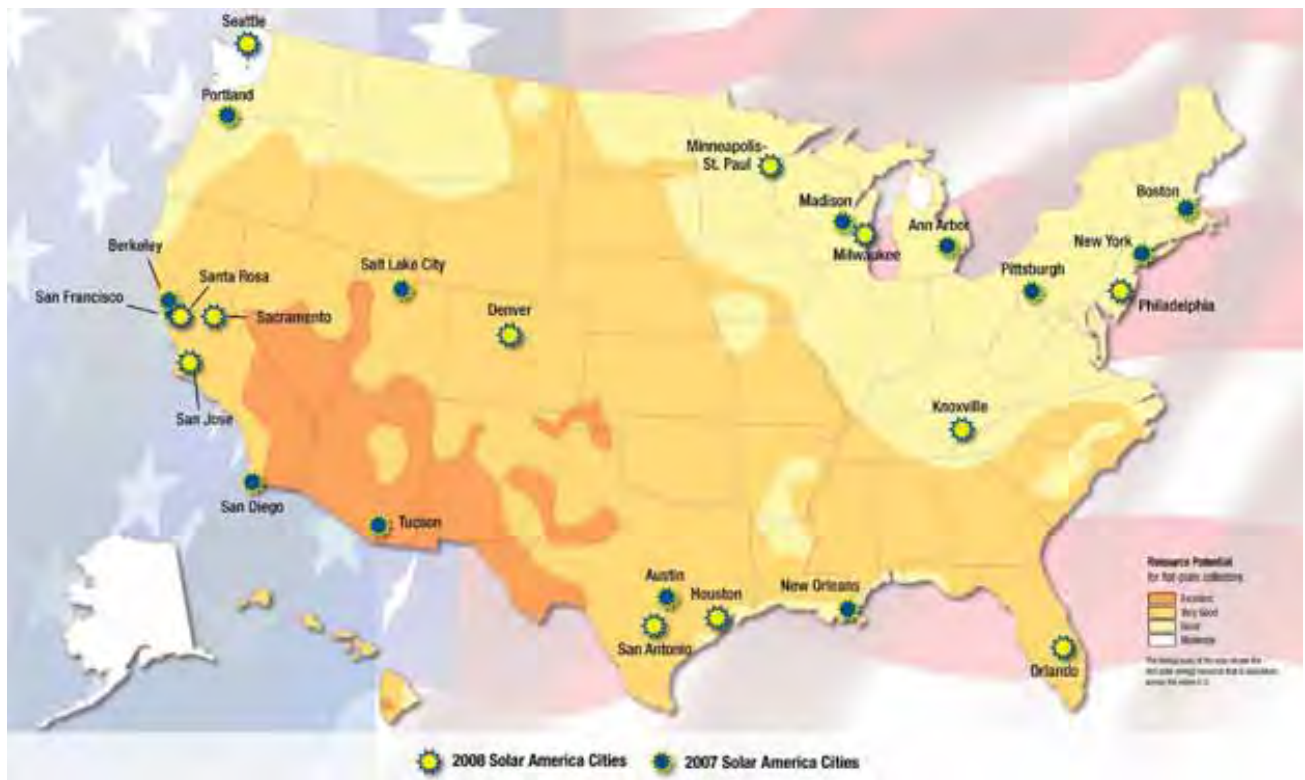 Seattle
Portland
Minneapolis-
St. Paul
Madison
Milwaukee
Ann Arbor
Boston
New York
Pittsburgh
Philadelphia
Berkeley
Santa Rosa
San Francisco
Sacramento
Salt Lake City
Denver
San Jose
Knoxville
San Diego
Tucson
Austin
Houston
New Orleans
San Antonio
Orlando
Resource Potential
for flat-plate collectors
Excellent
Very Good
Good
Moderate
2008 Solar America Cities
2007 Solar America Cities